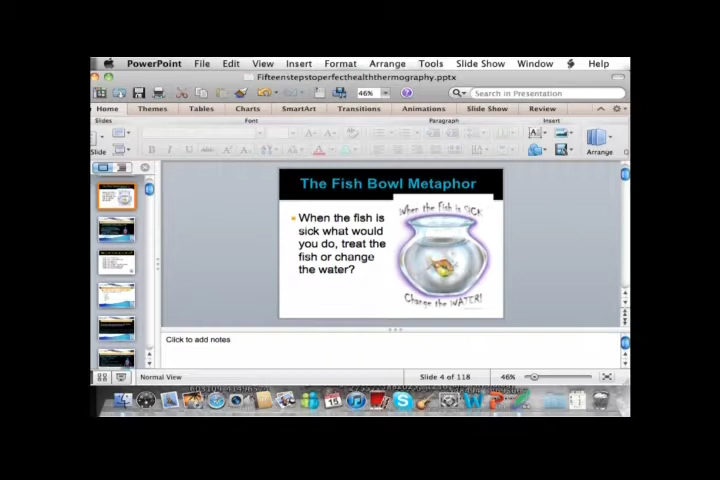 PowerPoint File Edit View Insert Format Arrange Tools Slide Show Window Help
Fifteenstepstoperfecthealththermography.pptx
46% Search in Presentation
Home Themes Tables Charts SmartArt Transitions Animations Slide Show Review
Slides Font Paragraph Insert
Slide Arrange
The Fish Bowl Metaphor
When the fish is
sick what would
you do, treat the
fish or change
the water?
When the Fish is SICK
Change the WATER!
Click to add notes
Normal View Slide 4 of 118 46%
15